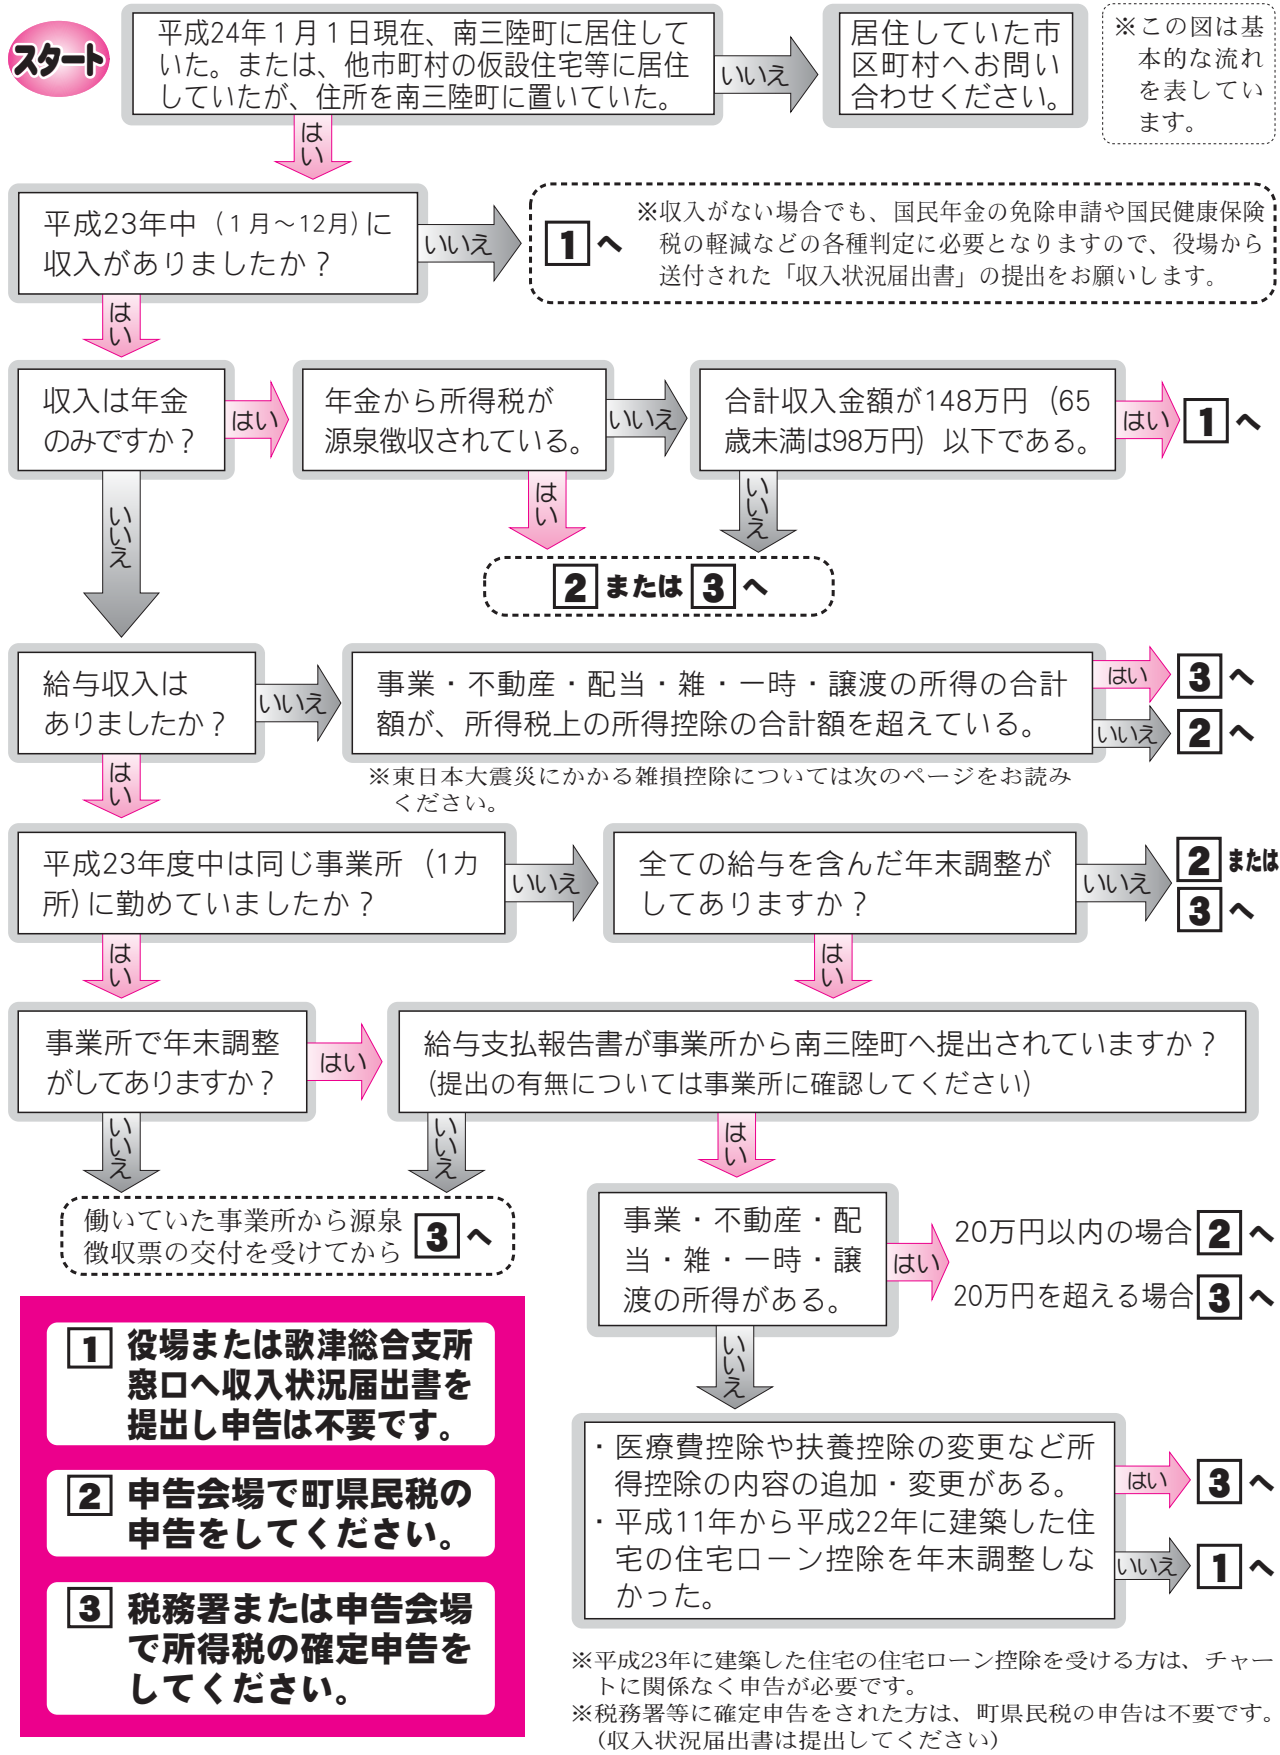 スタート
平成24年1月1日現在、南三陸町に居住して
いた。または、他市町村の仮設住宅等に居住
していたが、住所を南三陸町に置いていた。
いいえ
居住していた市
区町村へお問い
合わせください。
※この図は基
本的な流れ
を表してい
ます。
はい
平成23年中（1月～12月）に
収入がありましたか？
いいえ
1へ
※収入がない場合でも、国民年金の免除申請や国民健康保険
税の軽減などの各種判定に必要となりますので、役場から
送付された「収入状況届出書」の提出をお願いします。
はい
収入は年金
のみですか？
はい
年金から所得税が
源泉徴収されている。
いいえ
合計収入金額が148万円（65
歳未満は98万円）以下である。
はい
1へ
いいえ
はい
いいえ
2または3へ
給与収入は
ありましたか？
いいえ
事業・不動産・配当・雑・一時・譲渡の所得の合計
額が、所得税上の所得控除の合計額を超えている。
はい
3へ
いいえ
2へ
※東日本大震災にかかる雑損控除については次のページをお読み
ください。
はい
平成23年度中は同じ事業所（1カ
所）に勤めていましたか？
いいえ
全ての給与を含んだ年末調整が
してありますか？
いいえ
2または
3へ
はい
はい
事業所で年末調整
がしてありますか？
はい
給与支払報告書が事業所から南三陸町へ提出されていますか？
（提出の有無については事業所に確認してください）
いいえ
いいえ
はい
働いていた事業所から源泉
徴収票の交付を受けてから
3へ
事業・不動産・配
当・雑・一時・譲
渡の所得がある。
はい
20万円以内の場合2へ
20万円を超える場合3へ
いいえ
・医療費控除や扶養控除の変更など所
得控除の内容の追加・変更がある。
・平成11年から平成22年に建築した住
宅の住宅ローン控除を年末調整しな
かった。
はい
3へ
いいえ
1へ
1 役場または歌津総合支所
窓口へ収入状況届出書を
提出し申告は不要です。
2 申告会場で町県民税の
申告をしてください。
3 税務署または申告会場
で所得税の確定申告を
してください。
※平成23年に建築した住宅の住宅ローン控除を受ける方は、チャー
トに関係なく申告が必要です。
※税務署等に確定申告をされた方は、町県民税の申告は不要です。
（収入状況届出書は提出してください）